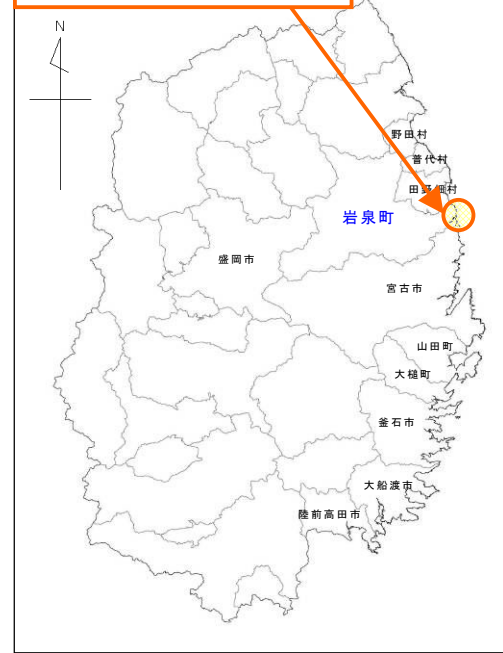 N
野田村
普代村
田野畑村
岩泉町
盛岡市
宮古市
山田町
大槌町
釜石市
大船渡市
陸前高田市